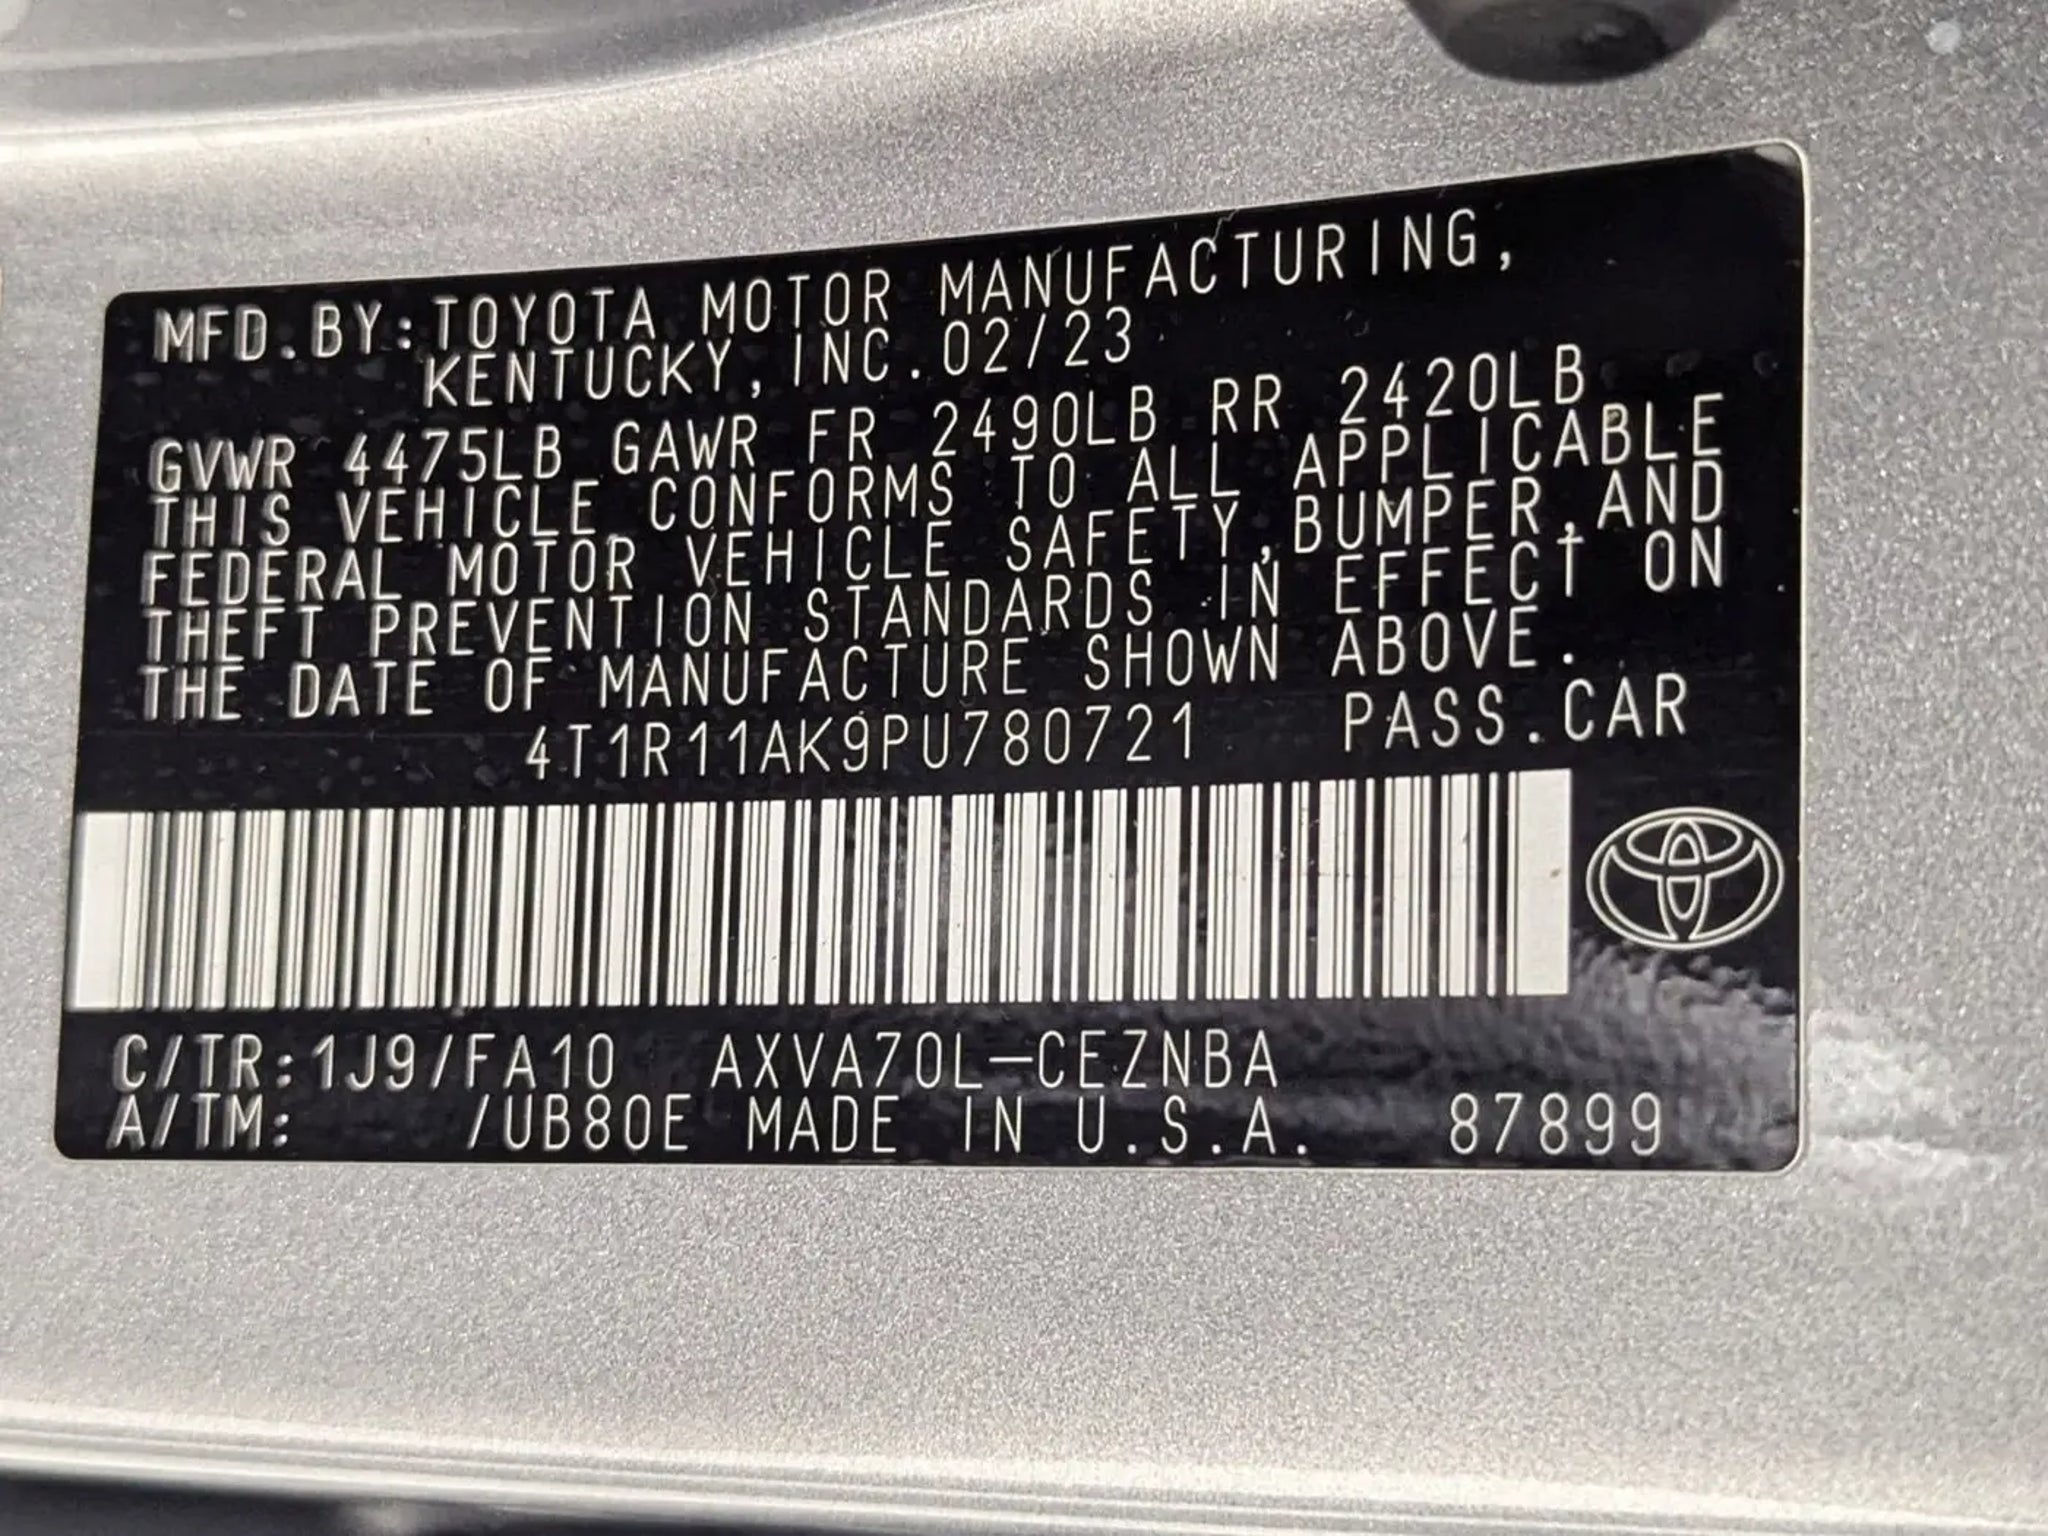 MFD.BY:TOYOTA MOTOR MANUFACTURING,
KENTUCKY, INC.02/23
GVWR 4475LB GAWR FR 2490LB RR 2420LB
THIS VEHICLE CONFORMS TO ALL APPLICABLE
FEDERAL MOTOR VEHICLE SAFETY,BUMPER,AND
THEFT PREVENTION STANDARDS IN EFFECT ON
THE DATE OF MANUFACTURE SHOWN ABOVE.
4T1R11AK9PU780721 PASS.CAR
C/TR:1J9/FA10 AXVA70L-CEZNBA
A/TM: /UB80E MADE IN U.S.A. 87899